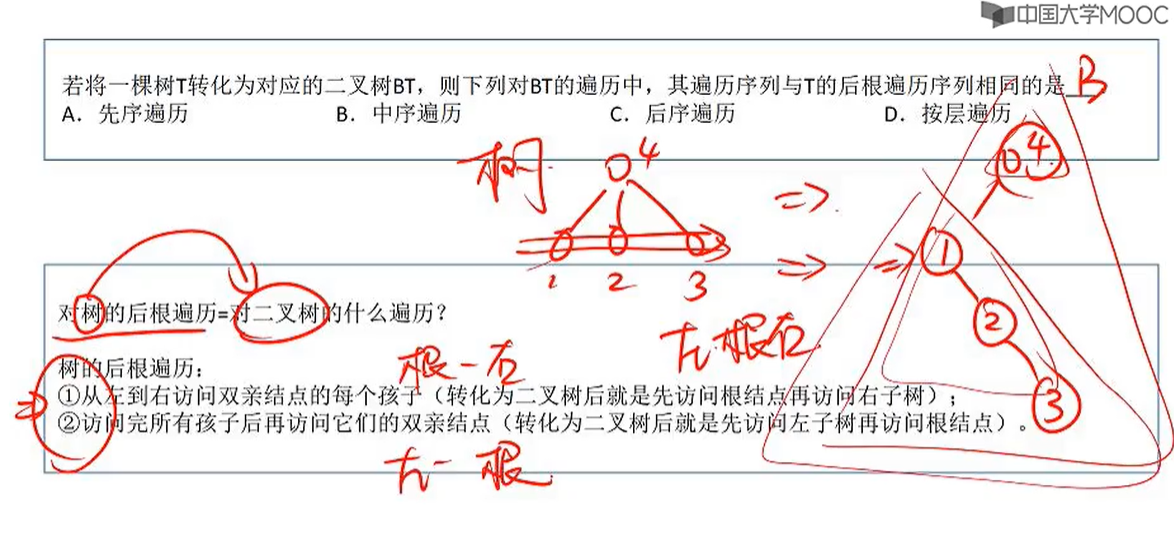 中国大学MOOC
若将一棵树T转化为对应的二叉树BT，则下列对BT的遍历中，其遍历序列与T的后根遍历序列相同的是__B
A．先序遍历 B．中序遍历 C．后序遍历 D．按层遍历
树
4
4
=>
1
1 2 3
=> =>
对树的后根遍历=对二叉树的什么遍历？
2
左根右
树的后根遍历：
根-右
①从左到右访问双亲结点的每个孩子（转化为二叉树后就是先访问根结点再访问右子树）；
3
②访问完所有孩子后再访问它们的双亲结点（转化为二叉树后就是先访问左子树再访问根结点）。
左-根